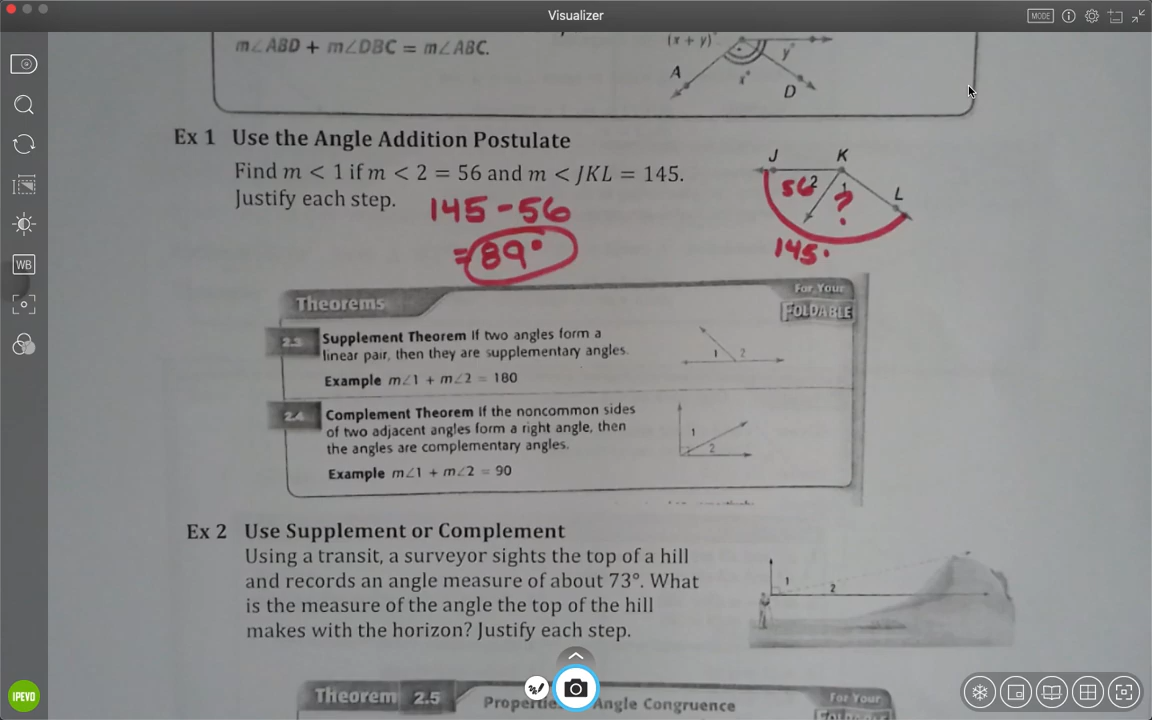 Visualizer
MODE
WB
m∠ABD + m∠DBC = m∠ABC.
(x + y)°
y°
x°
A
D
Ex 1 Use the Angle Addition Postulate
Find m < 1 if m < 2 = 56 and m < JKL = 145.
Justify each step.
145 - 56
= 89°
J K
56 2 1 ? L
145°
Theorems
For Your
FOLDABLE
2.3 Supplement Theorem If two angles form a
linear pair, then they are supplementary angles.
Example m∠1 + m∠2 = 180
1 2
2.4 Complement Theorem If the noncommon sides
of two adjacent angles form a right angle, then
the angles are complementary angles.
Example m∠1 + m∠2 = 90
1
2
Ex 2 Use Supplement or Complement
Using a transit, a surveyor sights the top of a hill
and records an angle measure of about 73°. What
is the measure of the angle the top of the hill
makes with the horizon? Justify each step.
1
2
Theorem 2.5
Angle Congruence
For Your
IPEVO